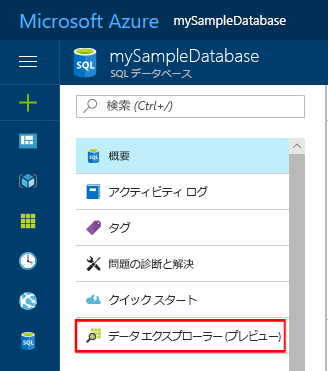 Microsoft Azure mySampleDatabase
mySampleDatabase
SQL データベース
SQL
検索 (Ctrl+/)
SQL 概要
アクティビティ ログ
タグ
問題の診断と解決
クイック スタート
データ エクスプローラー (プレビュー)
SQL